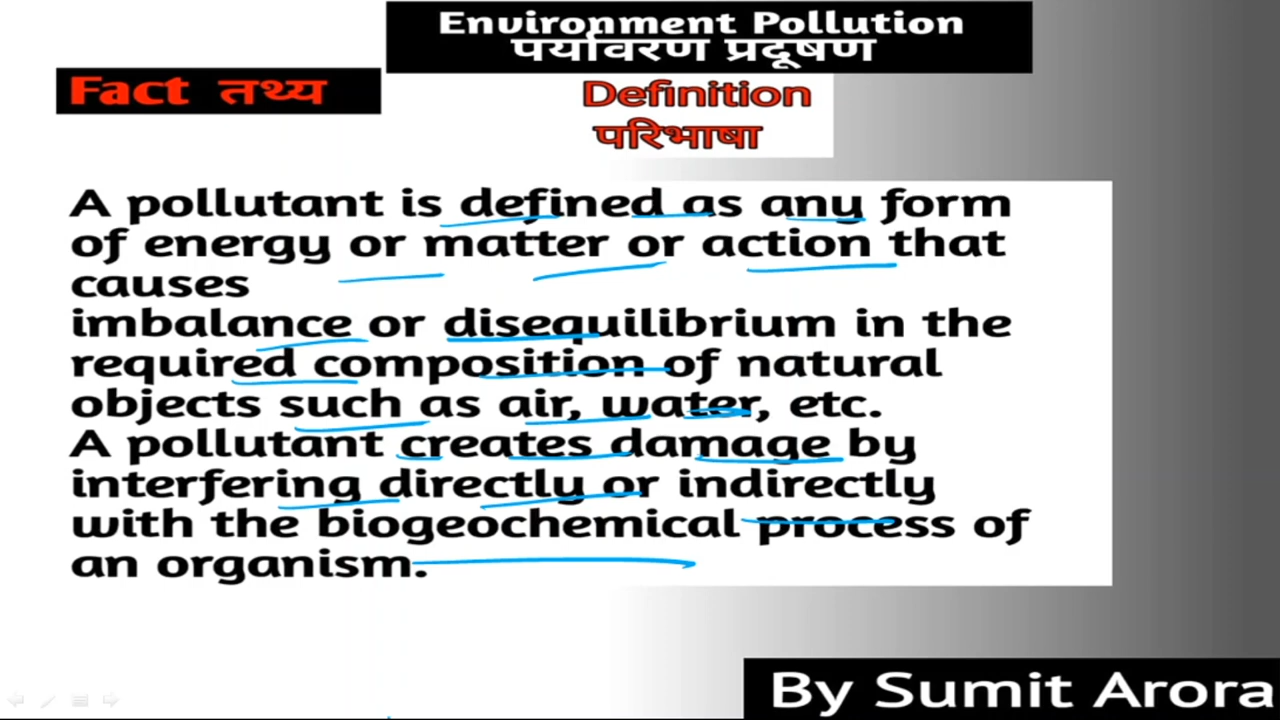 Environment Pollution
पर्यावरण प्रदूषण
Fact तथ्य
Definition
परिभाषा
A pollutant is defined as any form
of energy or matter or action that
causes
imbalance or disequilibrium in the
required composition of natural
objects such as air, water, etc.
A pollutant creates damage by
interfering directly or indirectly
with the biogeochemical process of
an organism.
By Sumit Arora